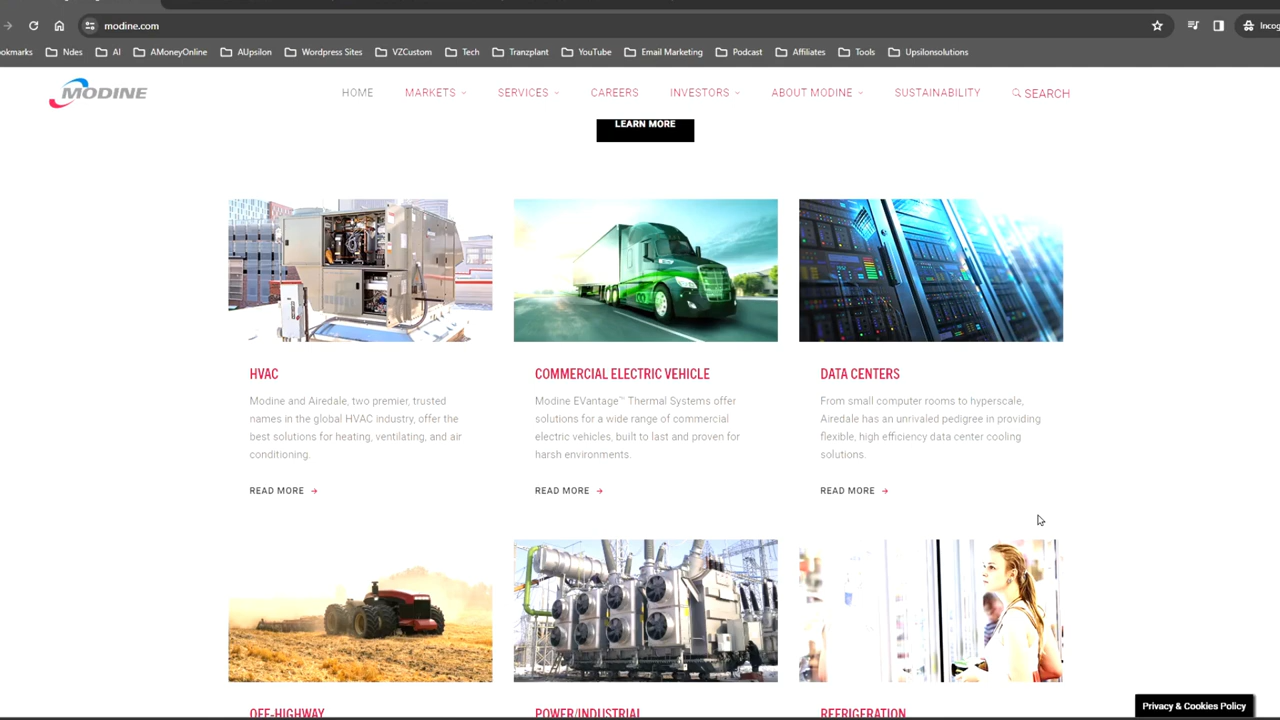 modine.com
Incog
okmarks Ndes AI AMoneyOnline AUpsilon Wordpress Sites VZCustom Tech Tranzplant YouTube Email Marketing Podcast Affiliates Tools Upsilonsolutions
MODINE HOME MARKETS SERVICES CAREERS INVESTORS ABOUT MODINE SUSTAINABILITY SEARCH
LEARN MORE
HVAC
Modine and Airedale, two premier, trusted
names in the global HVAC industry, offer the
best solutions for heating, ventilating, and air
conditioning.
READ MORE
COMMERCIAL ELECTRIC VEHICLE
Modine EVantage™ Thermal Systems offer
solutions for a wide range of commercial
electric vehicles, built to last and proven for
harsh environments.
READ MORE
DATA CENTERS
From small computer rooms to hyperscale,
Airedale has an unrivaled pedigree in providing
flexible, high efficiency data center cooling
solutions.
READ MORE
OFF-HIGHWAY
POWER/INDUSTRIAL
REFRIGERATION
Privacy & Cookies Policy